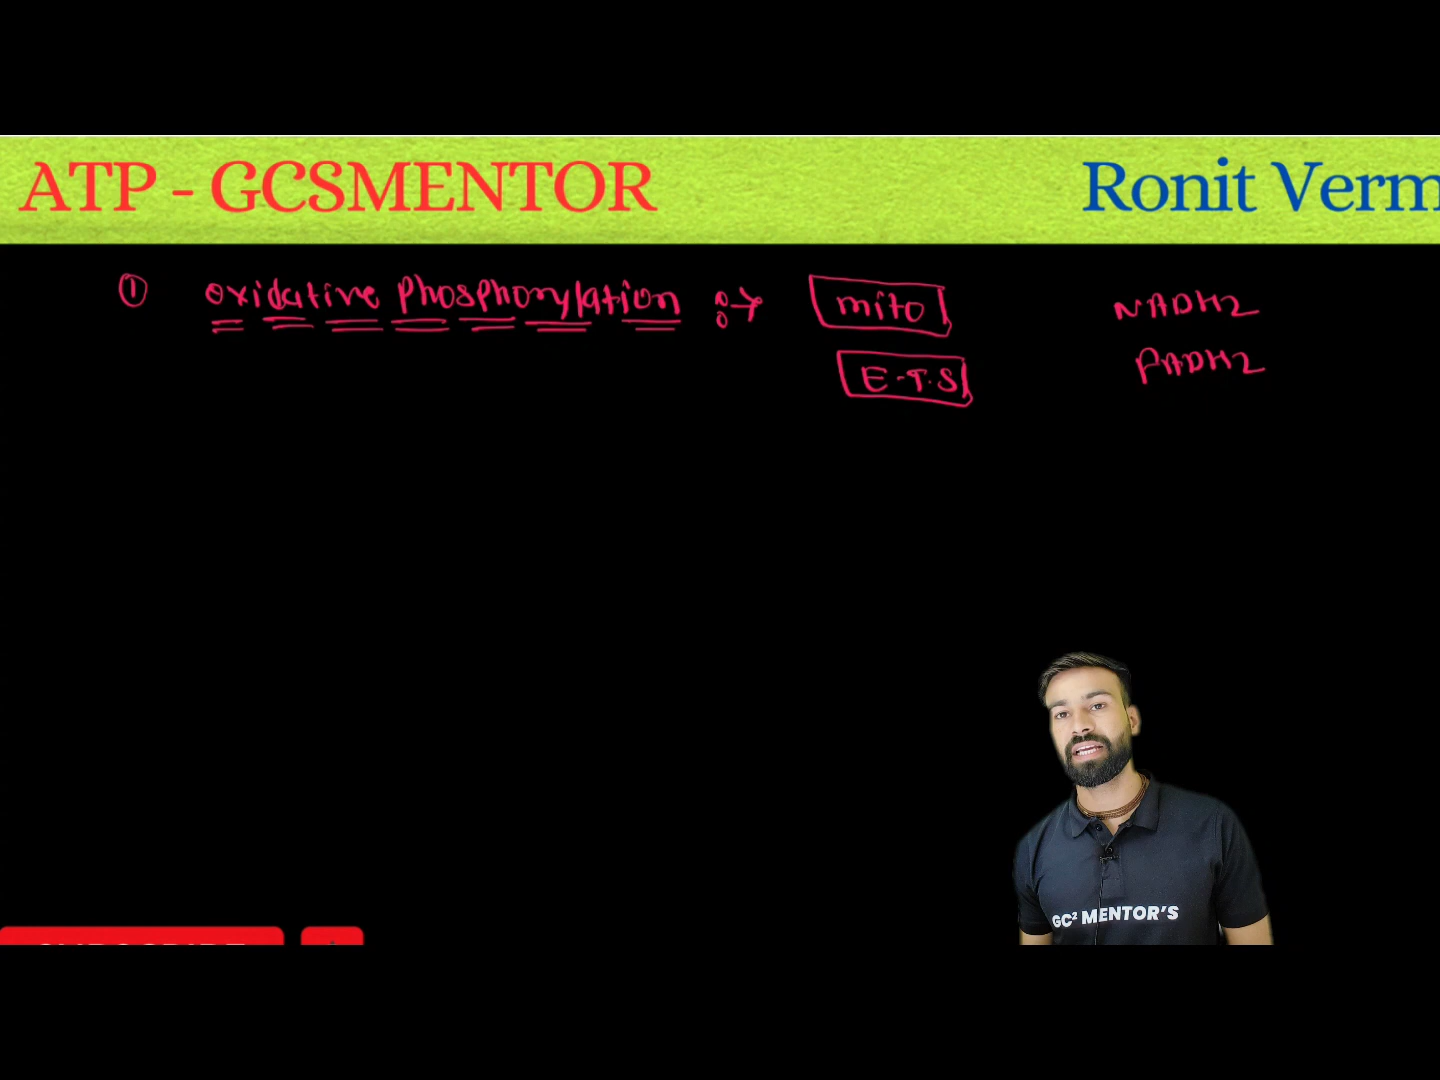 ATP - GCSMENTOR Ronit Verm
① oxidative phosphorylation :→ mito NADH2
E.T.S FADH2
GC² MENTOR'S